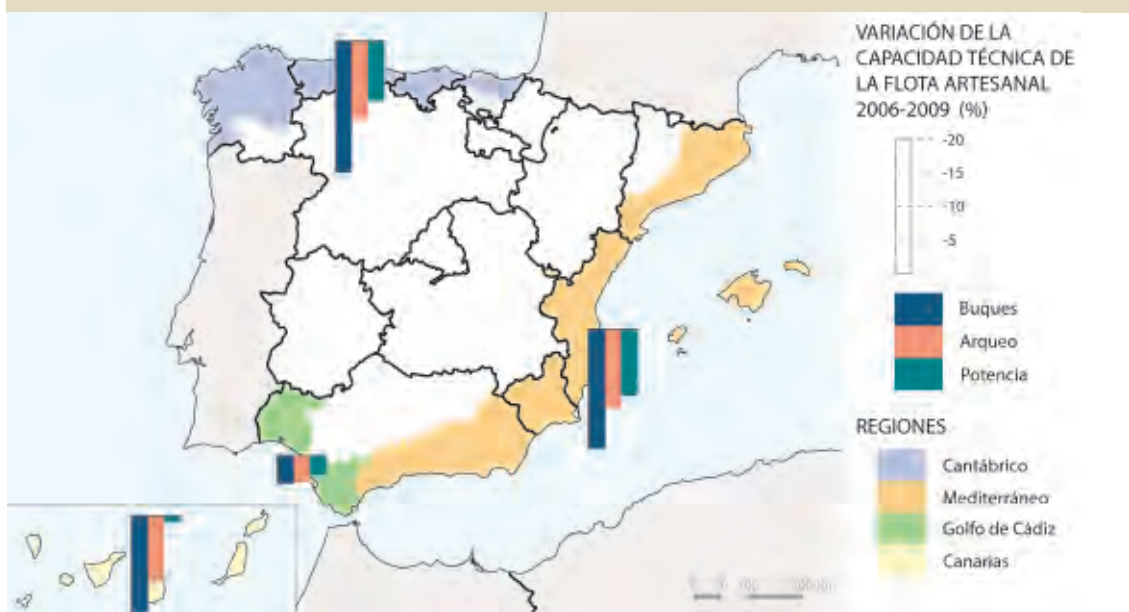 VARIACIÓN DE LA
CAPACIDAD TÉCNICA DE
LA FLOTA ARTESANAL
2006-2009 (%)
-20
-15
-10
-5
Buques
Arqueo
Potencia
REGIONES
Cantábrico
Mediterráneo
Golfo de Cádiz
Canarias